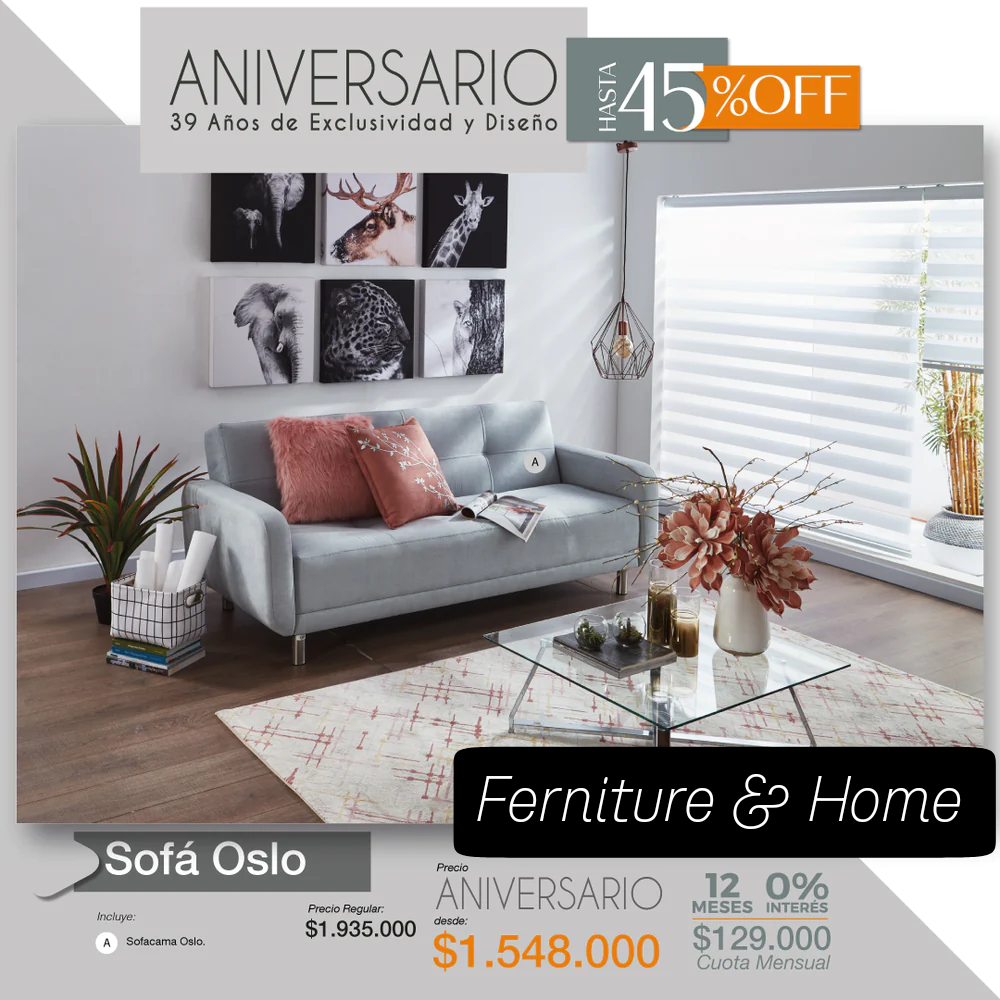 ANIVERSARIO
39 Años de Exclusividad y Diseño
HASTA 45%OFF
A
Ferniture & Home
Sofá Oslo
Incluye:
A Sofacama Oslo.
Precio Regular:
$1.935.000
Precio
ANIVERSARIO
desde:
$1.548.000
12 MESES 0% INTERÉS
$129.000
Cuota Mensual